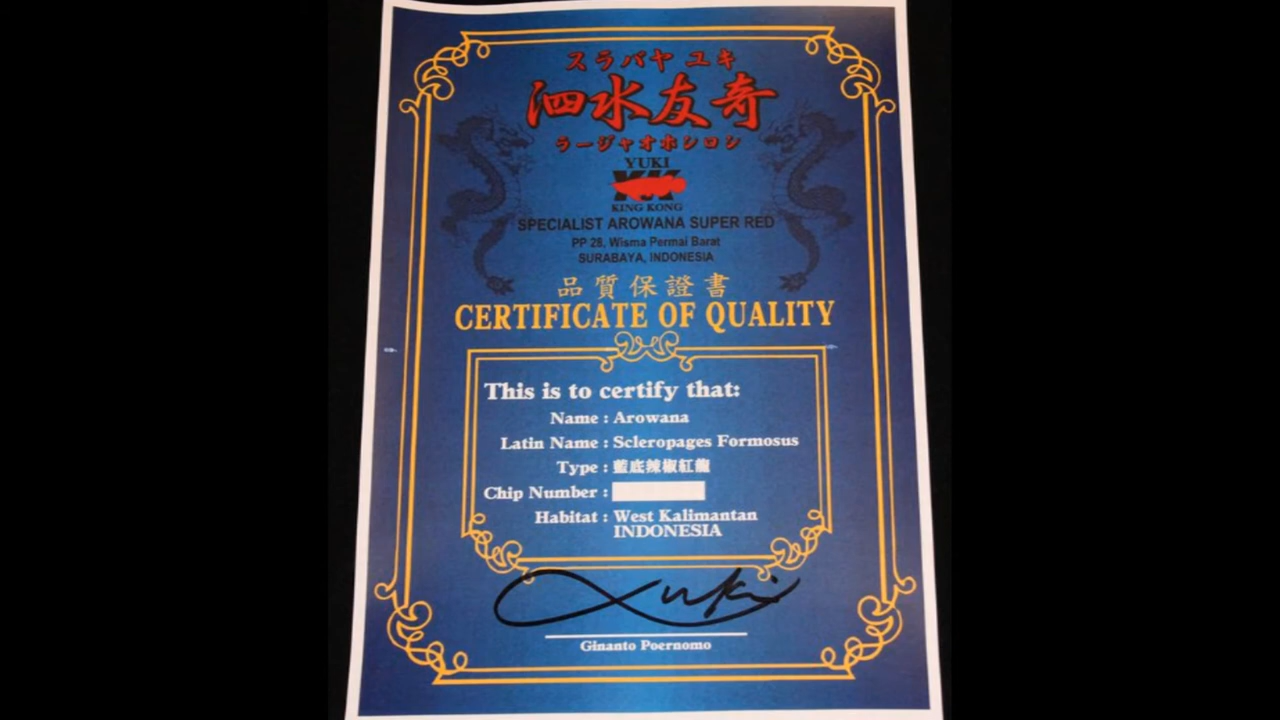 スラバヤ ユキ
泗水友奇
ラージャオホンロン
YUKI
KK
KING KONG
SPECIALIST AROWANA SUPER RED
PP 28, Wisma Permai Barat
SURABAYA, INDONESIA
品質保證書
CERTIFICATE OF QUALITY
This is to certify that:
Name : Arowana
Latin Name : Scleropages Formosus
Type : 藍底辣椒紅龍
Chip Number :
Habitat : West Kalimantan
INDONESIA
Yuki
Ginanto Poernomo